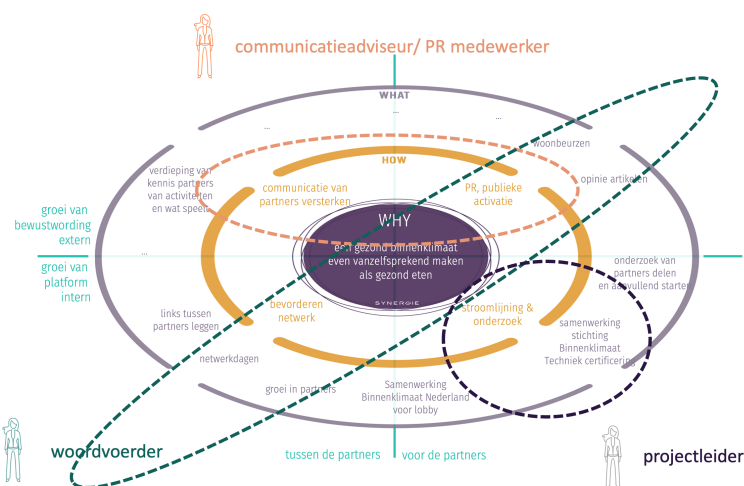 communicatieadviseur/ PR medewerker
WHAT
...
...
woonbeurzen
HOW
verdieping van
kennis partners
van activiteiten
en wat speelt
communicatie van
partners versterken
PR, publieke
activatie
opinie artikelen
groei van
bewustwording
extern
WHY
een gezond binnenklimaat
even vanzelfsprekend maken
als gezond eten
SYNERGIE
...
groei van
platform
intern
onderzoek van
partners delen
en aanvullend starten
links tussen
partners leggen
bevorderen
netwerk
stroomlijning &
onderzoek
samenwerking
stichting
Binnenklimaat
Techniek certificering
netwerkdagen
groei in partners
Samenwerking
Binnenklimaat Nederland
voor lobby
woordvoerder
tussen de partners
voor de partners
projectleider